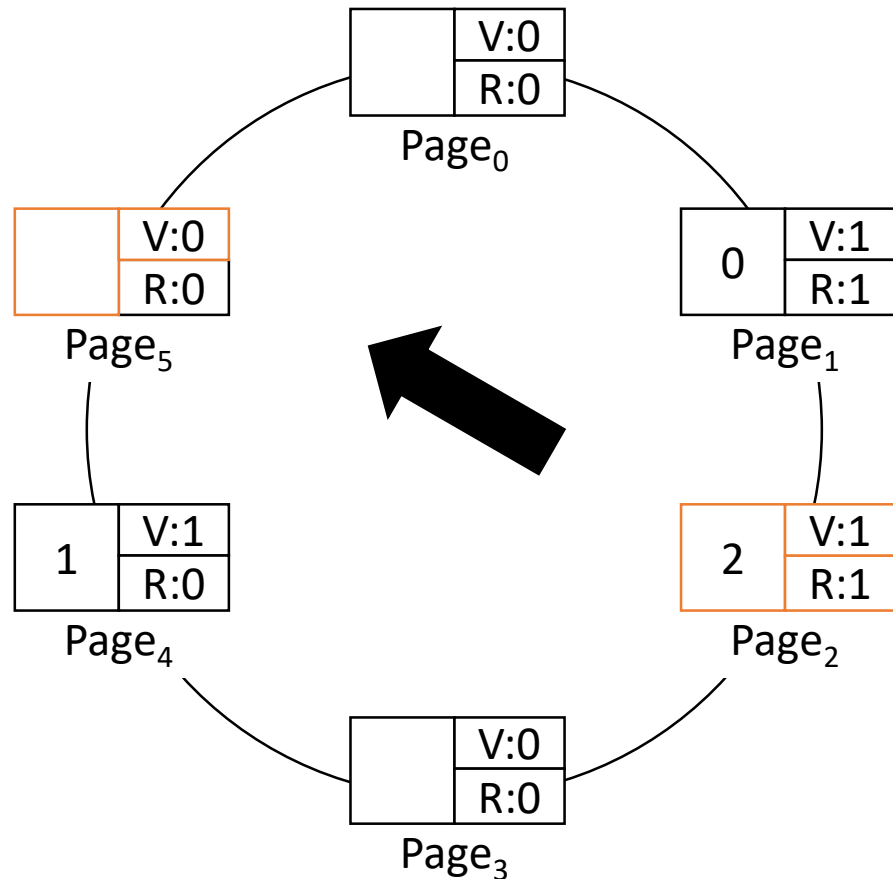 V:0
R:0
Page₀
V:0
R:0
Page₅
0
V:1
R:1
Page₁
1
V:1
R:0
Page₄
2
V:1
R:1
Page₂
V:0
R:0
Page₃